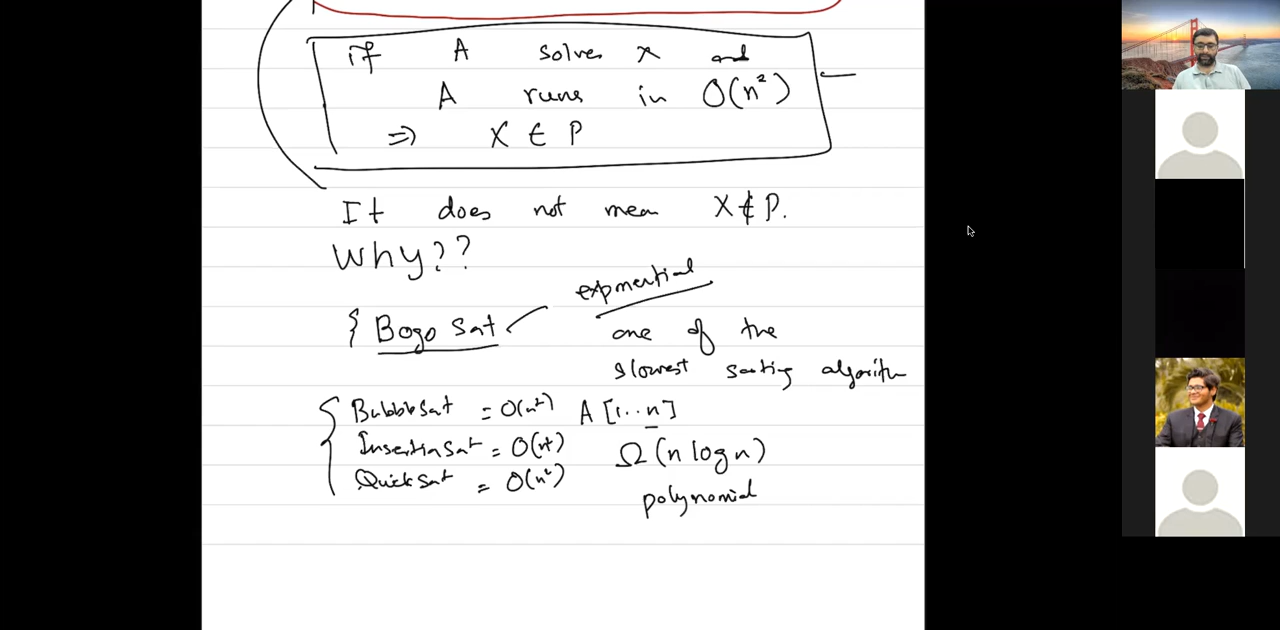 if A solves X and
A runs in O(n²)
⇒ X ∈ P
It does not mean X ∉ P.
Why??
exponential
{ Bogo Sort
one of the
slowest sorting algorithm
BubbleSort = O(n²) A [1..n]
InsertionSort = O(n²) Ω(n log n)
QuickSort = O(n²)
polynomial